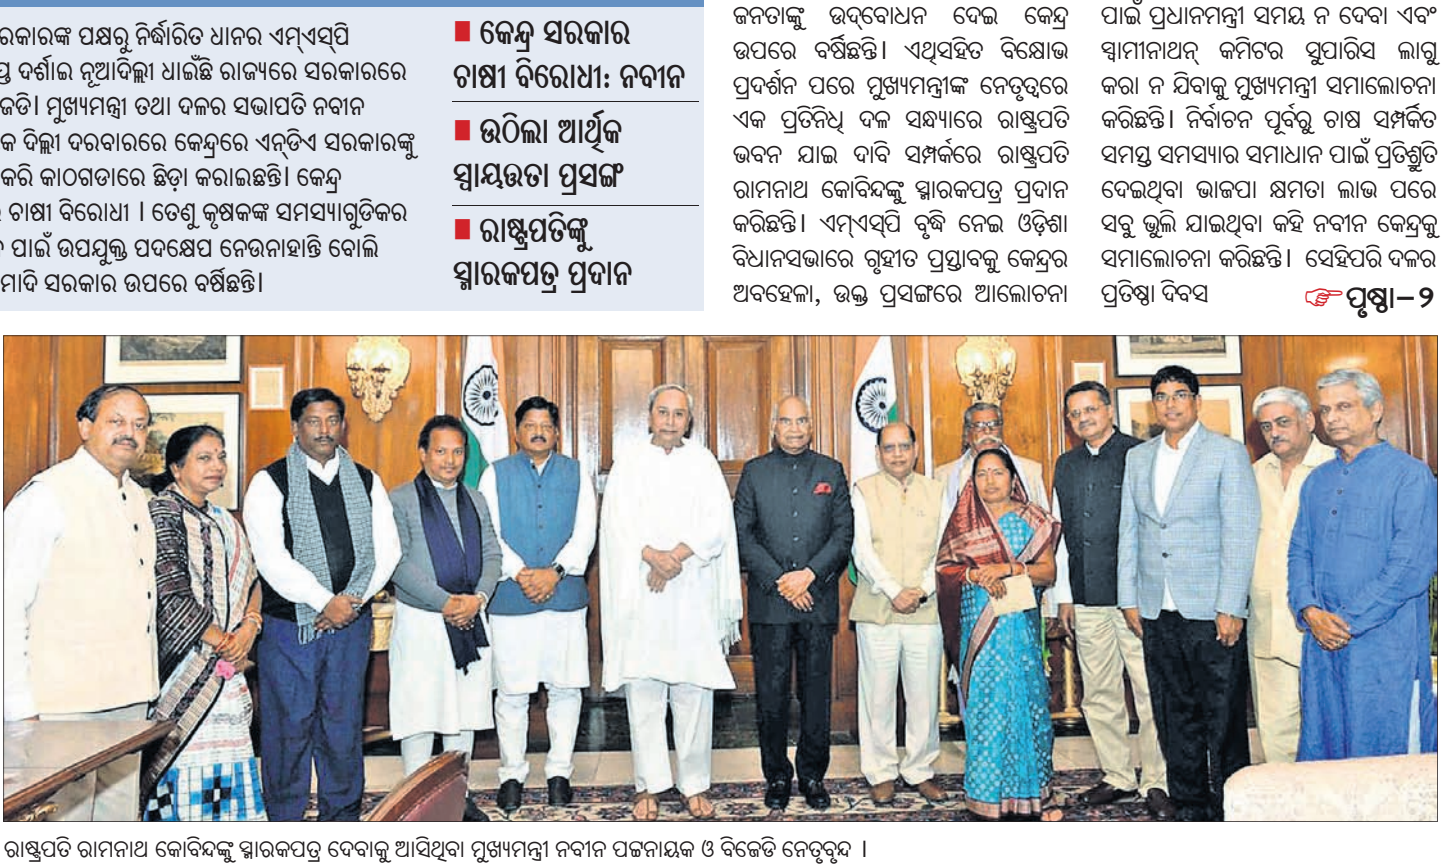 ରକାରଙ୍କ ପକ୍ଷରୁ ନିର୍ଦ୍ଧାରିତ ଧାନର ଏମ୍ଏସ୍‌ପି
ଦର୍ଶାଇ ନୂଆଦିଲ୍ଲୀ ଧାଇଁଛି ରାଜ୍ୟରେ ସରକାରରେ
ଜେଡି। ମୁଖ୍ୟମନ୍ତ୍ରୀ ତଥା ଦଳର ସଭାପତି ନବୀନ
କ ଦିଲ୍ଲୀ ଦରବାରରେ କେନ୍ଦ୍ରରେ ଏନ୍‌ଡିଏ ସରକାରଙ୍କୁ
କରି କାଠଗଡାରେ ଛିଡ଼ା କରାଇଛନ୍ତି। କେନ୍ଦ୍ର
ଚାଷୀ ବିରୋଧୀ । ତେଣୁ କୃଷକଙ୍କ ସମସ୍ୟାଗୁଡିକର
ପାଇଁ ଉପଯୁକ୍ତ ପଦକ୍ଷେପ ନେଉନାହାନ୍ତି ବୋଲି
ମୋଦି ସରକାର ଉପରେ ବର୍ଷିଛନ୍ତି।
■ କେନ୍ଦ୍ର ସରକାର
ଚାଷୀ ବିରୋଧୀ: ନବୀନ
■ ଉଠିଲା ଆର୍ଥିକ
ସ୍ୱାୟତ୍ତତା ପ୍ରସଙ୍ଗ
■ ରାଷ୍ଟ୍ରପତିଙ୍କୁ
ସ୍ମାରକପତ୍ର ପ୍ରଦାନ
ଜନତାଙ୍କୁ ଉଦ୍‌ବୋଧନ ଦେଇ କେନ୍ଦ୍ର
ଉପରେ ବର୍ଷିଛନ୍ତି। ଏଥିସହିତ ବିକ୍ଷୋଭ
ପ୍ରଦର୍ଶନ ପରେ ମୁଖ୍ୟମନ୍ତ୍ରୀଙ୍କ ନେତୃତ୍ୱରେ
ଏକ ପ୍ରତିନିଧି ଦଳ ସନ୍ଧ୍ୟାରେ ରାଷ୍ଟ୍ରପତି
ଭବନ ଯାଇ ଦାବି ସମ୍ପର୍କରେ ରାଷ୍ଟ୍ରପତି
ରାମନାଥ କୋବିନ୍ଦଙ୍କୁ ସ୍ମାରକପତ୍ର ପ୍ରଦାନ
କରିଛନ୍ତି। ଏମ୍ଏସ୍‌ପି ବୃଦ୍ଧି ନେଇ ଓଡ଼ିଶା
ବିଧାନସଭାରେ ଗୃହୀତ ପ୍ରସ୍ତାବକୁ କେନ୍ଦ୍ରର
ଅବହେଳା, ଉକ୍ତ ପ୍ରସଙ୍ଗରେ ଆଲୋଚନା
ପାଇଁ ପ୍ରଧାନମନ୍ତ୍ରୀ ସମୟ ନ ଦେବା ଏବଂ
ସ୍ୱାମୀନାଥନ୍ କମିଟର ସୁପାରିସ ଲାଗୁ
କରା ନ ଯିବାକୁ ମୁଖ୍ୟମନ୍ତ୍ରୀ ସମାଲୋଚନା
କରିଛନ୍ତି। ନିର୍ବାଚନ ପୂର୍ବରୁ ଚାଷ ସମ୍ପର୍କିତ
ସମସ୍ତ ସମସ୍ୟାର ସମାଧାନ ପାଇଁ ପ୍ରତିଶ୍ରୁତି
ଦେଇଥିବା ଭାଜପା କ୍ଷମତା ଲାଭ ପରେ
ସବୁ ଭୁଲି ଯାଇଥିବା କହି ନବୀନ କେନ୍ଦ୍ରକୁ
ସମାଲୋଚନା କରିଛନ୍ତି। ସେହିପରି ଦଳର
ପ୍ରତିଷ୍ଠା ଦିବସ ☞ପୃଷ୍ଠା–୨
ରାଷ୍ଟ୍ରପତି ରାମନାଥ କୋବିନ୍ଦଙ୍କୁ ସ୍ମାରକପତ୍ର ଦେବାକୁ ଆସିଥିବା ମୁଖ୍ୟମନ୍ତ୍ରୀ ନବୀନ ପଟ୍ଟନାୟକ ଓ ବିଜେଡି ନେତୃବୃନ୍ଦ ।